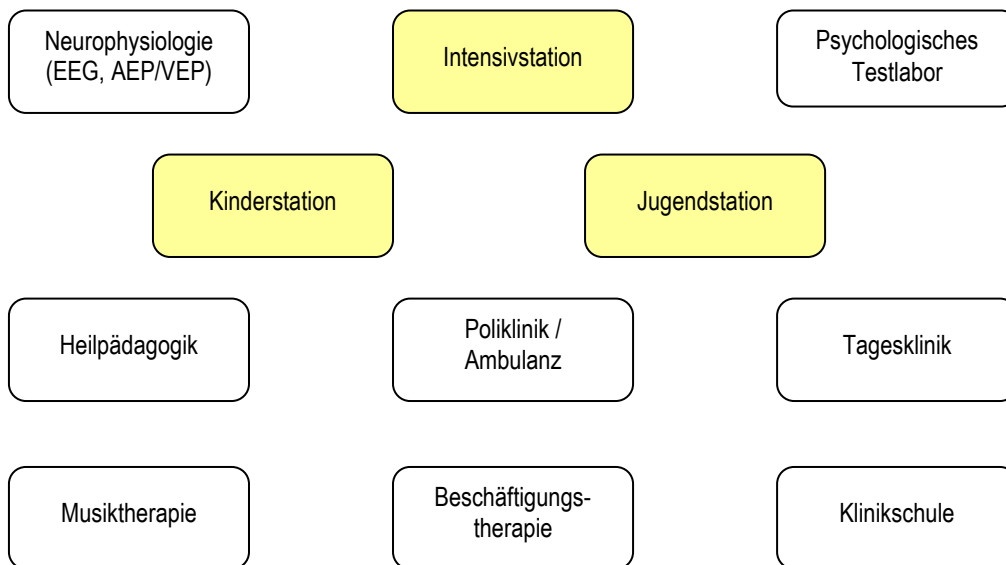 Neurophysiologie
(EEG, AEP/VEP)
Intensivstation
Psychologisches
Testlabor
Kinderstation
Jugendstation
Heilpädagogik
Poliklinik /
Ambulanz
Tagesklinik
Musiktherapie
Beschäftigungs-
therapie
Klinikschule